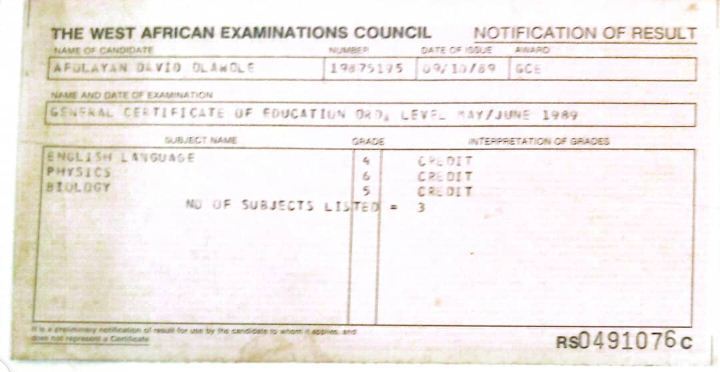 THE WEST AFRICAN EXAMINATIONS COUNCIL NOTIFICATION OF RESULT
NAME OF CANDIDATE NUMBER DATE OF ISSUE AWARD
AFOLAYAN DAVID OLAWOLE 19875195 09/10/89 GCE
NAME AND DATE OF EXAMINATION
GENERAL CERTIFICATE OF EDUCATION ORD. LEVEL MAY/JUNE 1989
SUBJECT NAME GRADE INTERPRETATION OF GRADES
ENGLISH LANGUAGE 4 CREDIT
PHYSICS 6 CREDIT
BIOLOGY 5 CREDIT
NO OF SUBJECTS LISTED = 3
It is a preliminary notification of result for use by the candidate to whom it applies, and
does not represent a Certificate.
RS0491076C